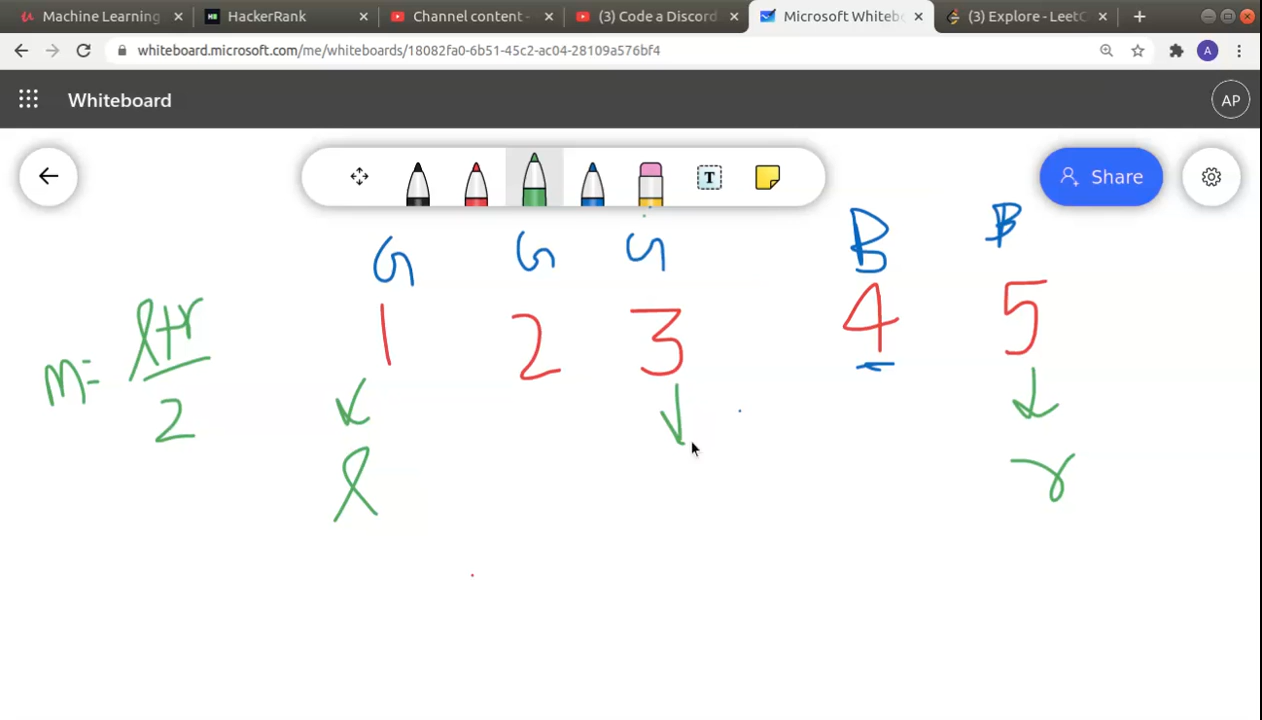 Machine Learning
HackerRank
Channel content -
(3) Code a Discord
Microsoft Whiteb
(3) Explore - LeetC
whiteboard.microsoft.com/me/whiteboards/18082fa0-6b51-45c2-ac04-28109a576bf4
A
Whiteboard
AP
T
Share
G G G B B
1 2 3 4 5
m= l+r
2
l r